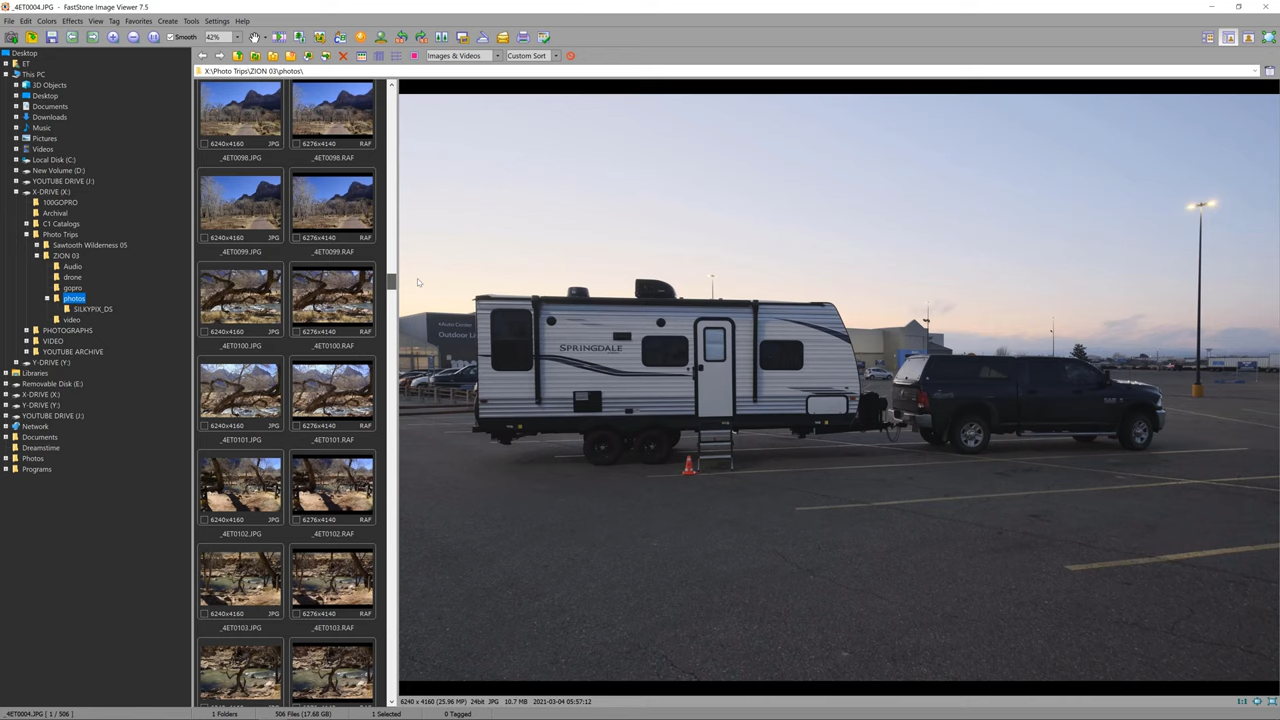 _4ET0004.JPG - FastStone Image Viewer 7.5
File Edit Colors Effects View Tag Favorites Create Tools Settings Help
Smooth 42%
Images & Videos Custom Sort
X:\Photo Trips\ZION 03\photos\
Desktop
ET
This PC
3D Objects
Desktop
Documents
Downloads
Music
Pictures
Videos
Local Disk (C:)
New Volume (D:)
YOUTUBE DRIVE (J:)
X-DRIVE (X:)
100GOPRO
Archival
C1 Catalogs
Photo Trips
Sawtooth Wilderness 05
ZION 03
Audio
drone
gopro
photos
SILKYPIX_DS
video
PHOTOGRAPHS
VIDEO
YOUTUBE ARCHIVE
Y-DRIVE (Y:)
Libraries
Removable Disk (E:)
X-DRIVE (X:)
Y-DRIVE (Y:)
YOUTUBE DRIVE (J:)
Network
Documents
Dreamstime
Photos
Programs
6240x4160 JPG 6276x4140 RAF
_4ET0098.JPG _4ET0098.RAF
6240x4160 JPG 6276x4140 RAF
_4ET0099.JPG _4ET0099.RAF
6240x4160 JPG 6276x4140 RAF
_4ET0100.JPG _4ET0100.RAF
6240x4160 JPG 6276x4140 RAF
_4ET0101.JPG _4ET0101.RAF
6240x4160 JPG 6276x4140 RAF
_4ET0102.JPG _4ET0102.RAF
6240x4160 JPG 6276x4140 RAF
_4ET0103.JPG _4ET0103.RAF
Auto Center
Outdoor
SPRINGDALE
RAM
6240 x 4160 (25.96 MP) 24bit JPG 10.7 MB 2021-03-04 05:57:12
1:1
_4ET0004.JPG [ 1 / 506 ] 1 Folders 506 Files (17.68 GB) 1 Selected 0 Tagged